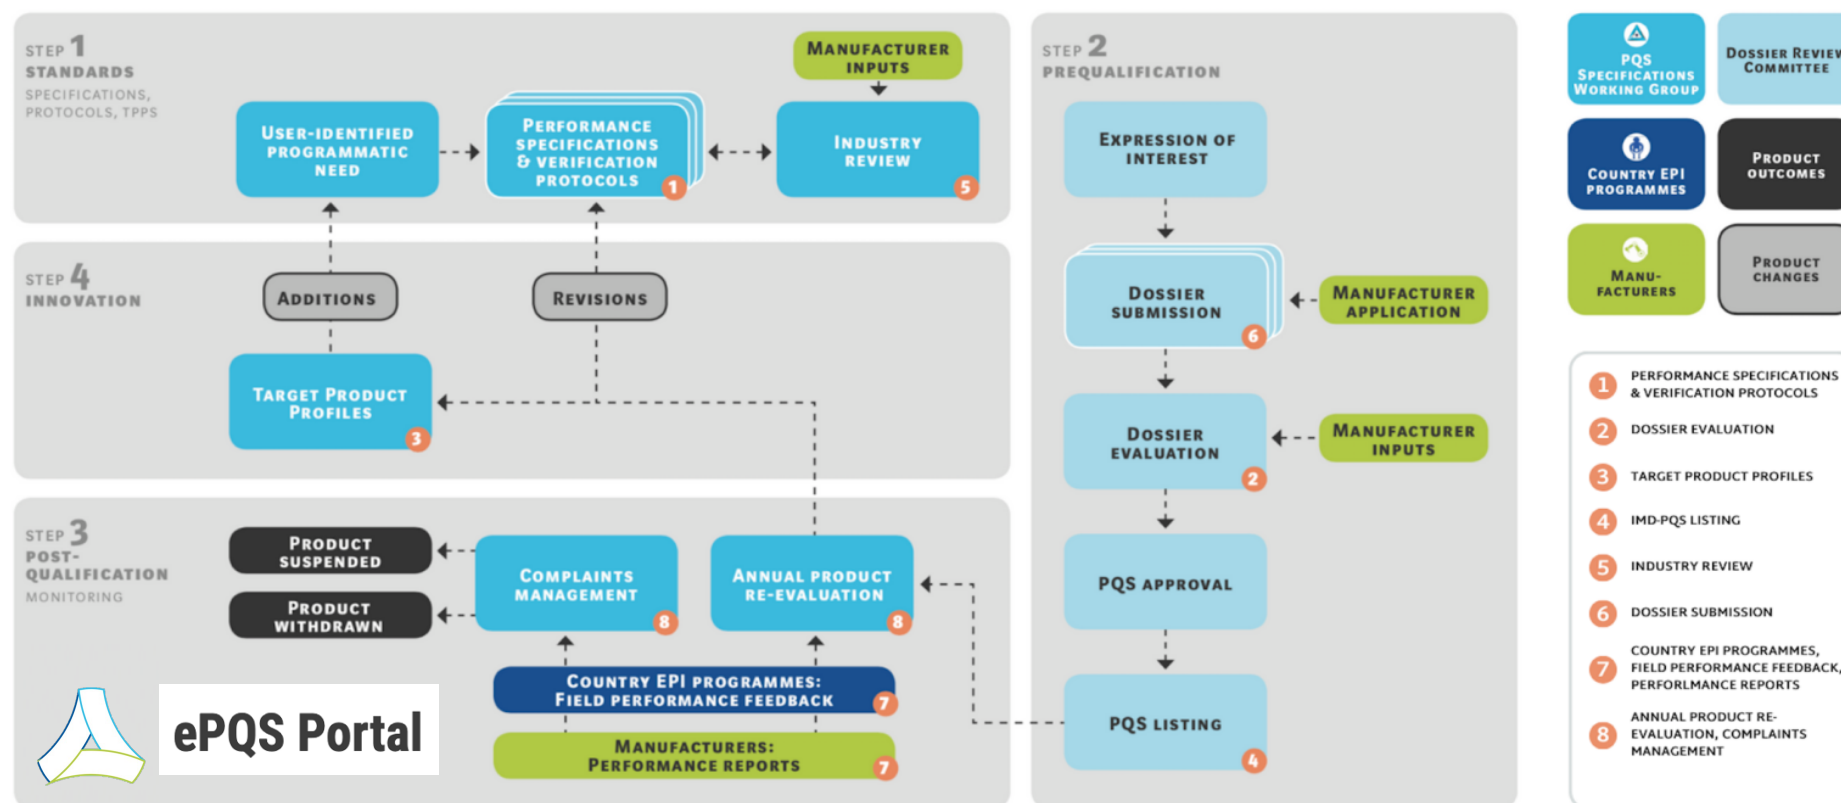 STEP 1
STANDARDS
SPECIFICATIONS,
PROTOCOLS, TPPS
MANUFACTURER
INPUTS
USER-IDENTIFIED
PROGRAMMATIC
NEED
PERFORMANCE
SPECIFICATIONS
& VERIFICATION
PROTOCOLS
1
INDUSTRY
REVIEW
5
STEP 4
INNOVATION
ADDITIONS
REVISIONS
TARGET PRODUCT
PROFILES
3
STEP 3
POST-
QUALIFICATION
MONITORING
PRODUCT
SUSPENDED
PRODUCT
WITHDRAWN
COMPLAINTS
MANAGEMENT
8
ANNUAL PRODUCT
RE-EVALUATION
8
COUNTRY EPI PROGRAMMES:
FIELD PERFORMANCE FEEDBACK
7
MANUFACTURERS:
PERFORMANCE REPORTS
7
ePQS Portal
STEP 2
PREQUALIFICATION
EXPRESSION OF
INTEREST
DOSSIER
SUBMISSION
6
MANUFACTURER
APPLICATION
DOSSIER
EVALUATION
2
MANUFACTURER
INPUTS
PQS APPROVAL
PQS LISTING
4
PQS
SPECIFICATIONS
WORKING GROUP
DOSSIER REVIEW
COMMITTEE
COUNTRY EPI
PROGRAMMES
PRODUCT
OUTCOMES
MANU-
FACTURERS
PRODUCT
CHANGES
1 PERFORMANCE SPECIFICATIONS
& VERIFICATION PROTOCOLS
2 DOSSIER EVALUATION
3 TARGET PRODUCT PROFILES
4 IMD-PQS LISTING
5 INDUSTRY REVIEW
6 DOSSIER SUBMISSION
7 COUNTRY EPI PROGRAMMES,
FIELD PERFORMANCE FEEDBACK,
PERFORLMANCE REPORTS
8 ANNUAL PRODUCT RE-
EVALUATION, COMPLAINTS
MANAGEMENT